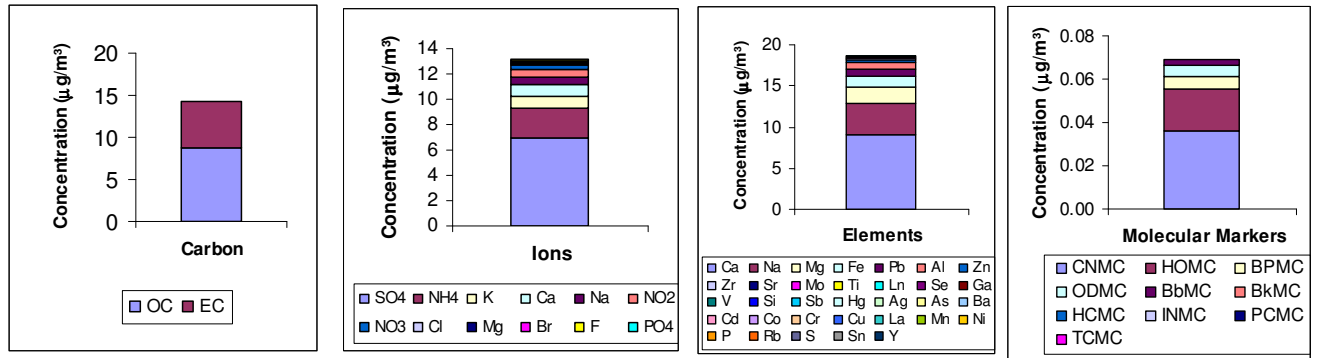 Concentration (µg/m³)
20
15
10
5
0
Carbon
OC EC
Concentration (µg/m³)
14
12
10
8
6
4
2
0
Ions
SO4 NH4 K Ca Na NO2
NO3 Cl Mg Br F PO4
Concentration (µg/m³)
20
15
10
5
0
Elements
Ca Na Mg Fe Pb Al Zn
Zr Sr Mo Ti Ln Se Ga
V Si Sb Hg Ag As Ba
Cd Co Cr Cu La Mn Ni
P Rb S Sn Y
Concentration (µg/m³)
0.08
0.06
0.04
0.02
0.00
Molecular Markers
CNMC HOMC BPMC
ODMC BbMC BkMC
HCMC INMC PCMC
TCMC